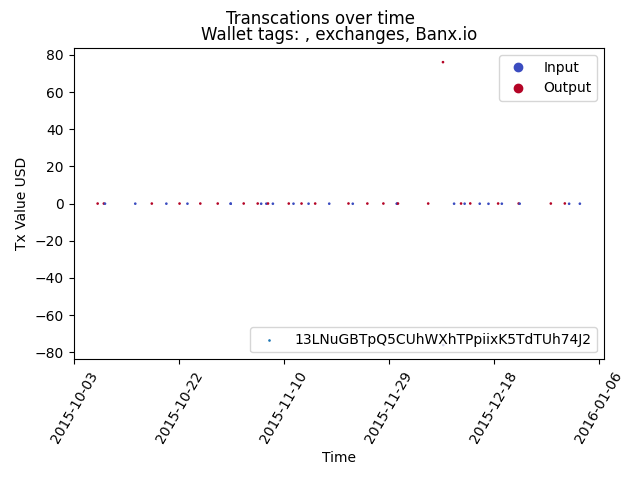 Transcations over time
Wallet tags: , exchanges, Banx.io
Input
Output
80
60
40
20
0
−20
−40
−60
−80
Tx Value USD
13LNuGBTpQ5CUhWXhTPpiixK5TdTUh74J2
2015-10-03
2015-10-22
2015-11-10
2015-11-29
2015-12-18
2016-01-06
Time